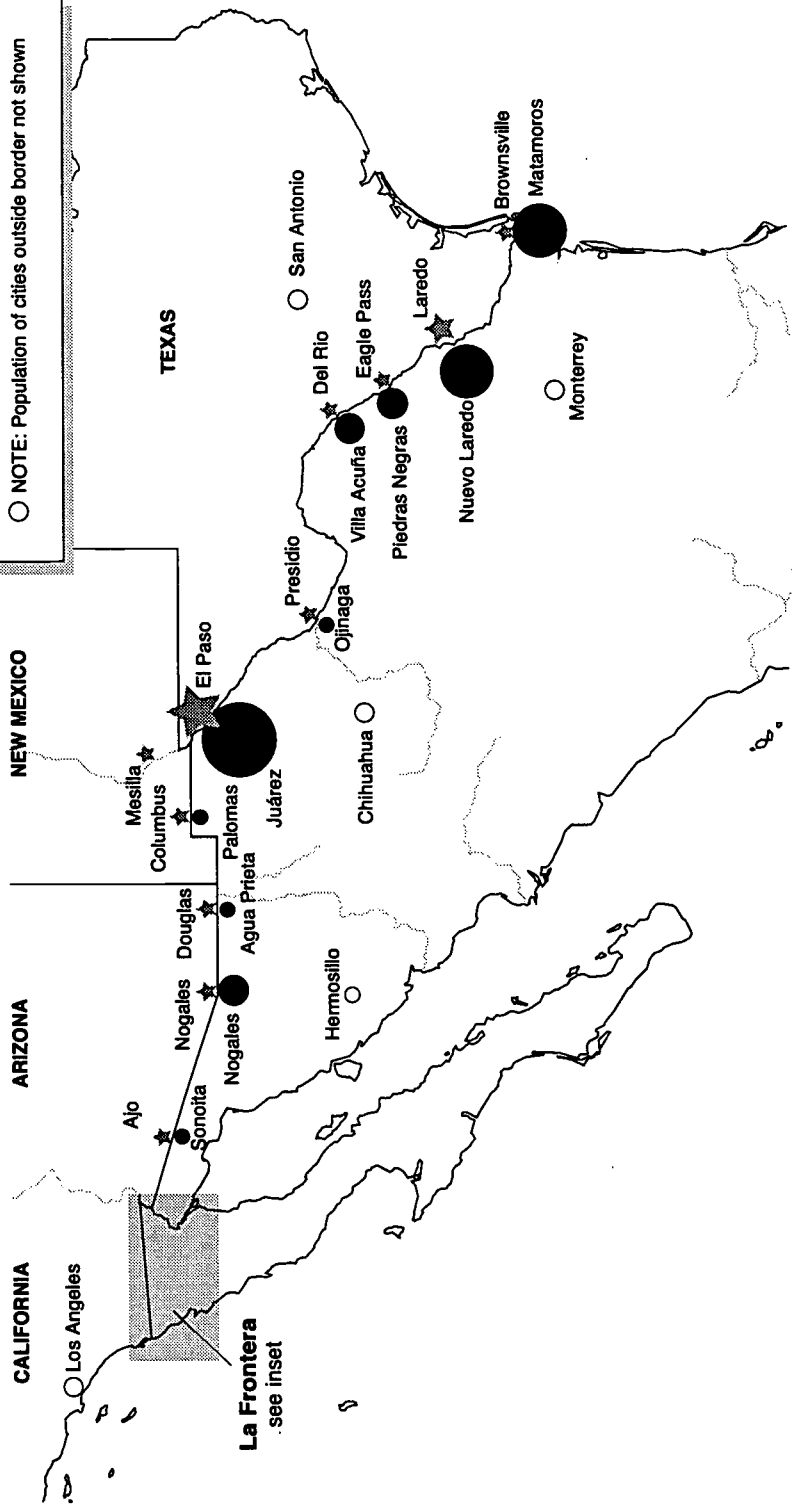 NOTE: Population of cities outside border not shown
CALIFORNIA
ARIZONA
NEW MEXICO
TEXAS
Los Angeles
La Frontera
see inset
Ajo
Sonoita
Nogales
Nogales
Douglas
Agua Prieta
Hermosillo
Columbus
Palomas
Mesilla
El Paso
Juárez
Chihuahua
Presidio
Ojinaga
Del Rio
Villa Acuña
Eagle Pass
Piedras Negras
San Antonio
Laredo
Nuevo Laredo
Monterrey
Brownsville
Matamoros